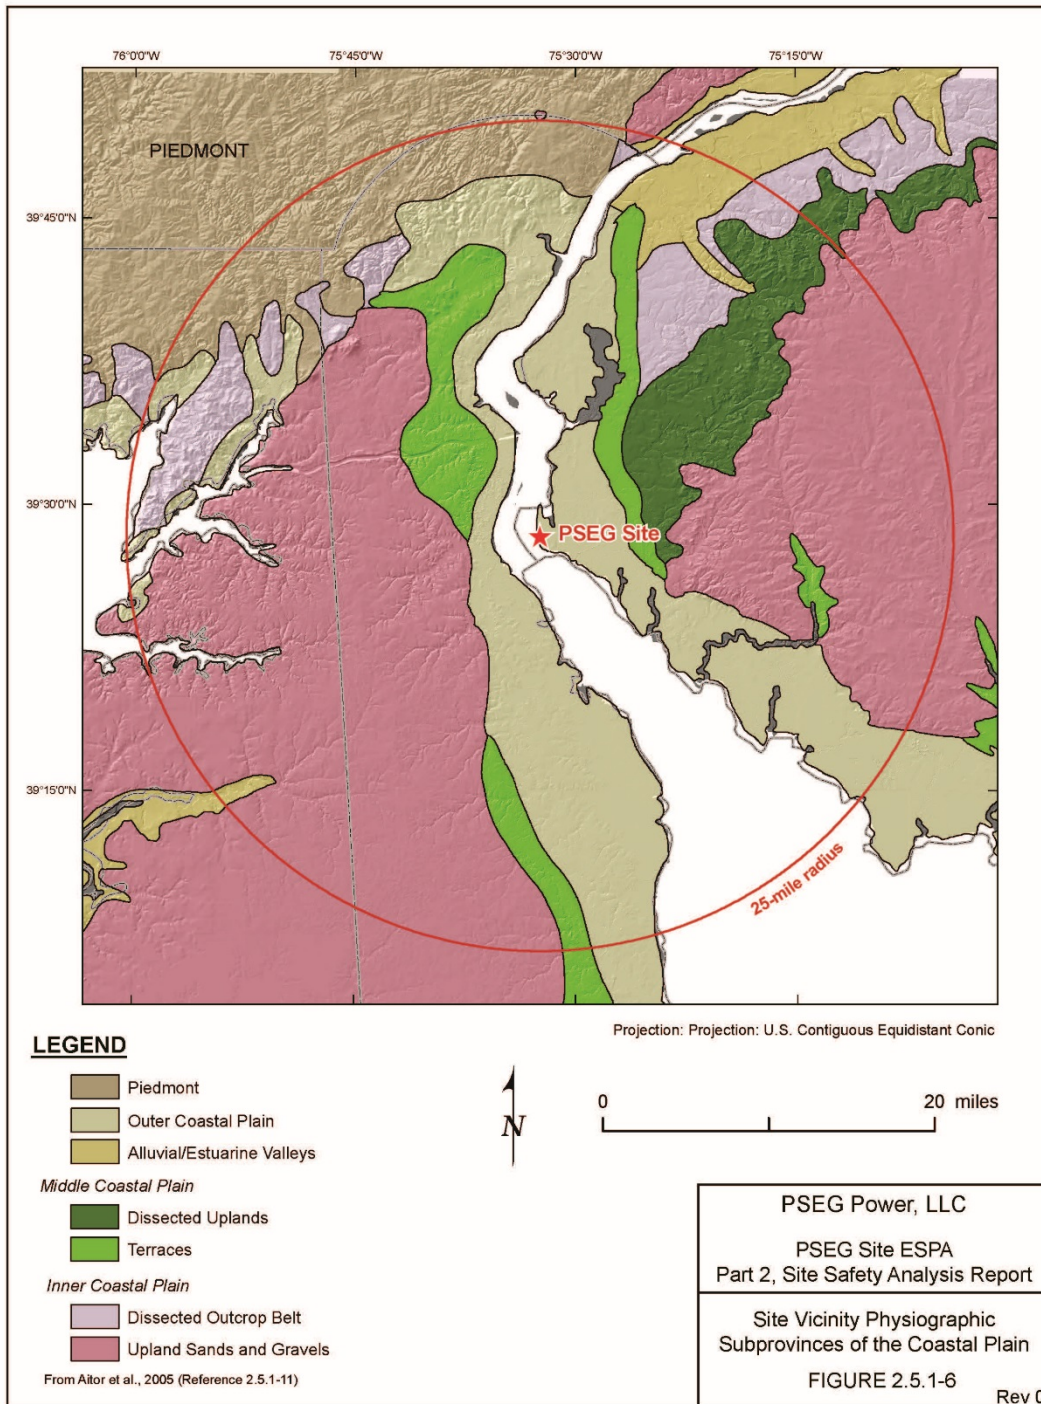 76°0'0"W 75°45'0"W 75°30'0"W 75°15'0"W
PIEDMONT
39°45'0"N
39°30'0"N
PSEG Site
39°15'0"N
25-mile radius
Projection: Projection: U.S. Contiguous Equidistant Conic
LEGEND
Piedmont
Outer Coastal Plain
Alluvial/Estuarine Valleys
Middle Coastal Plain
Dissected Uplands
Terraces
Inner Coastal Plain
Dissected Outcrop Belt
Upland Sands and Gravels
From Aitor et al., 2005 (Reference 2.5.1-11)
N
0 20 miles
PSEG Power, LLC
PSEG Site ESPA
Part 2, Site Safety Analysis Report
Site Vicinity Physiographic
Subprovinces of the Coastal Plain
FIGURE 2.5.1-6
Rev 0